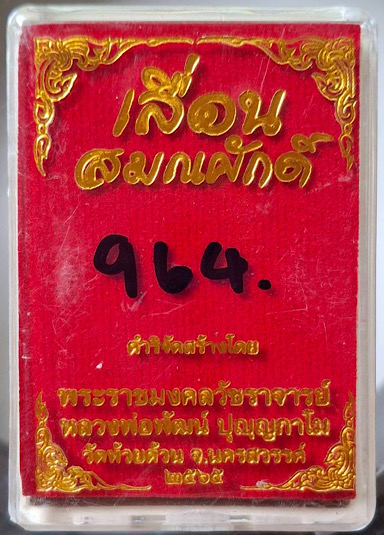 เลื่อน
สมณศักดิ์
964.
ดำริจัดสร้างโดย
พระราชมงคลวัชราจารย์
หลวงพ่อพัฒน์ ปุญฺญกาโม
วัดห้วยด้วน จ.นครสวรรค์
๒๕๖๕